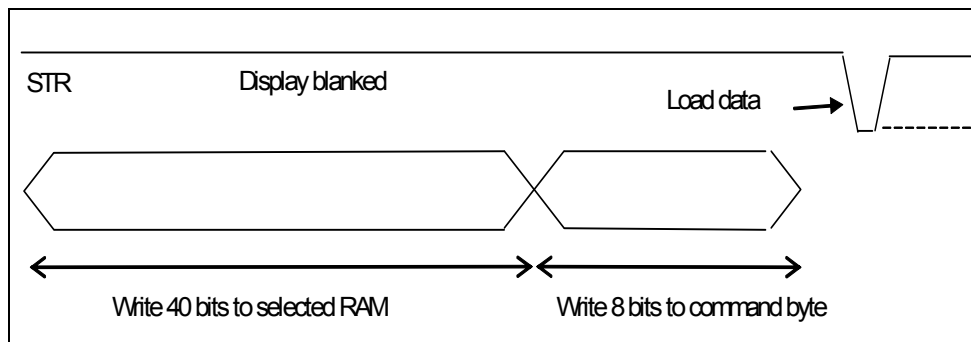 STR
Display blanked
Load data
Write 40 bits to selected RAM
Write 8 bits to command byte